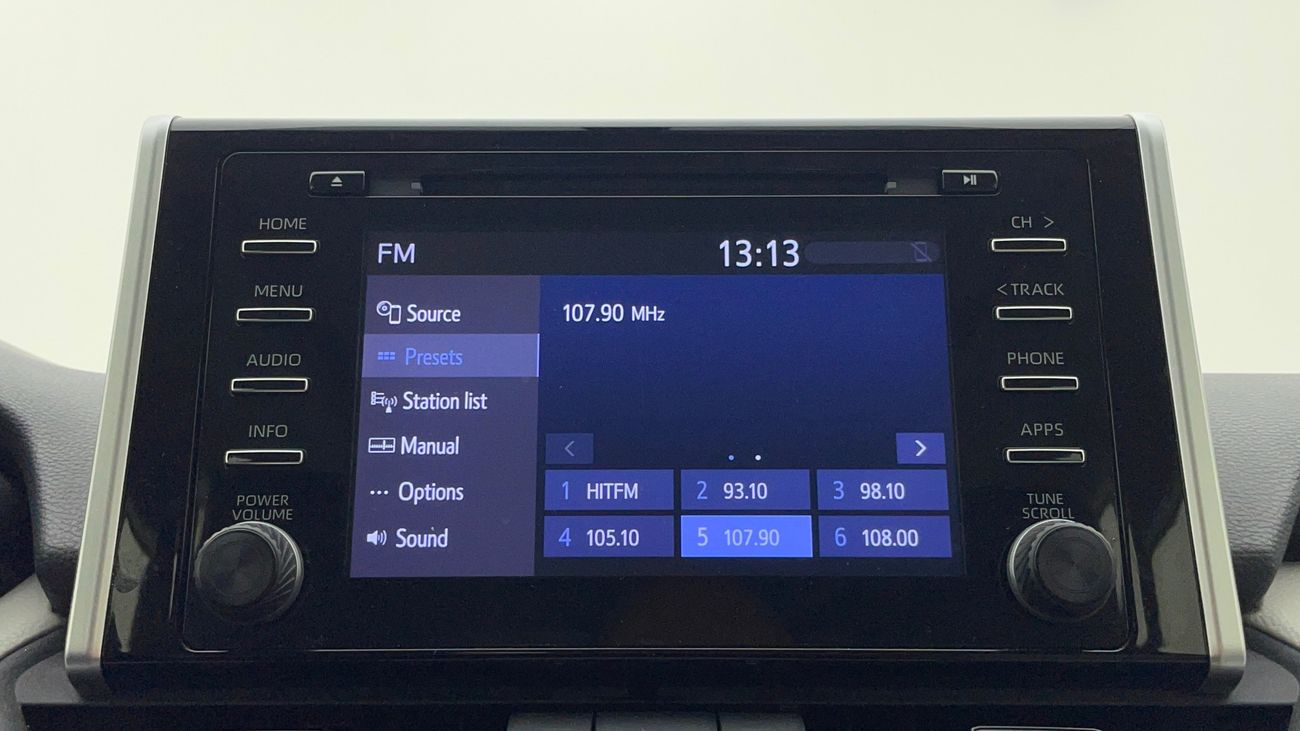 HOME
MENU
AUDIO
INFO
POWER
VOLUME
FM
13:13
Source
Presets
Station list
Manual
Options
Sound
107.90 MHz
< >
1 HITFM
2 93.10
3 98.10
4 105.10
5 107.90
6 108.00
CH >
< TRACK
PHONE
APPS
TUNE
SCROLL